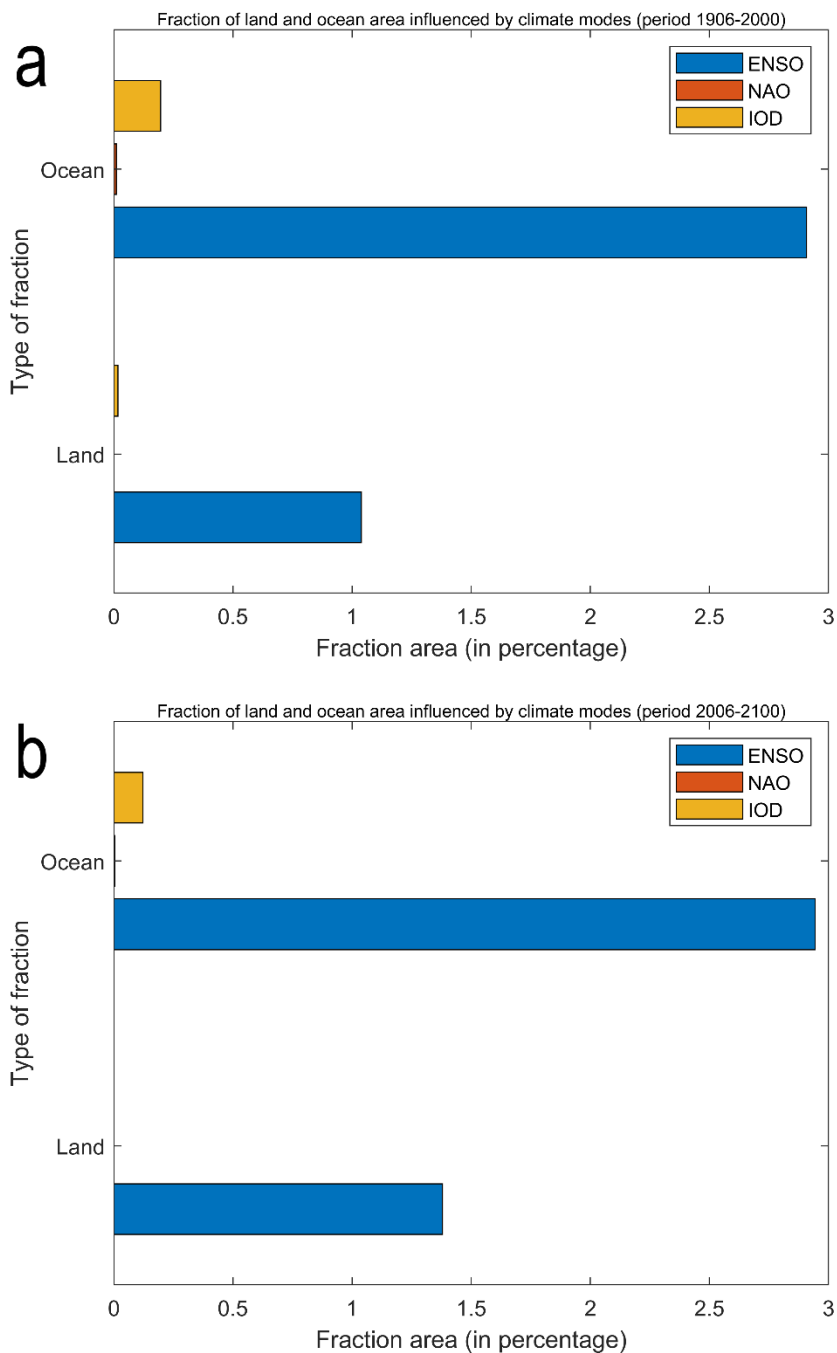 a
Fraction of land and ocean area influenced by climate modes (period 1906-2000)
ENSO
NAO
IOD
Ocean
Land
Type of fraction
0 0.5 1 1.5 2 2.5 3
Fraction area (in percentage)
b
Fraction of land and ocean area influenced by climate modes (period 2006-2100)
ENSO
NAO
IOD
Ocean
Land
Type of fraction
0 0.5 1 1.5 2 2.5 3
Fraction area (in percentage)